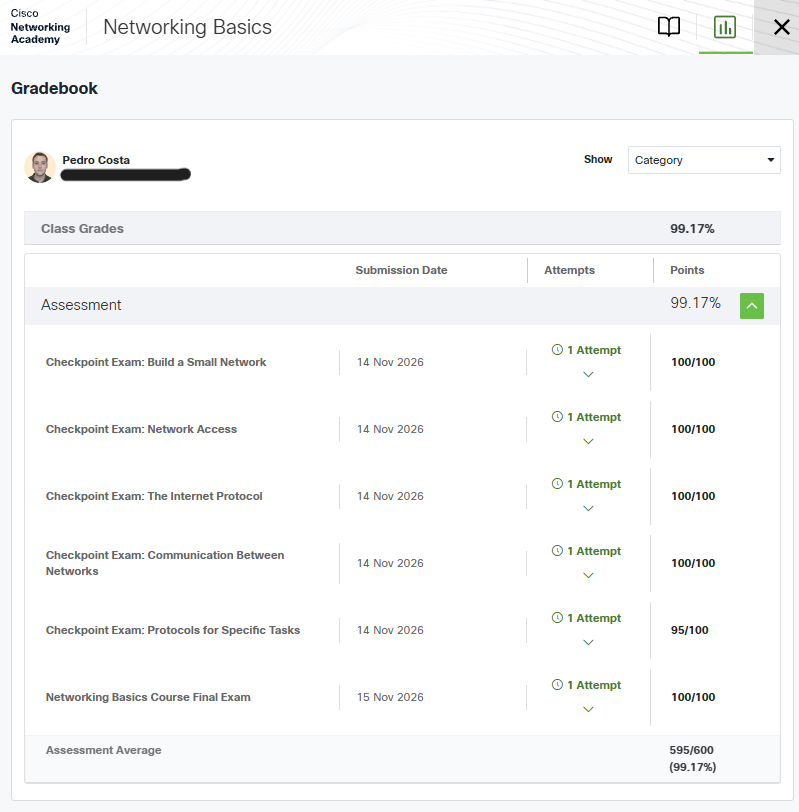 Cisco
Networking
Academy
Networking Basics
Gradebook
Pedro Costa
Show
Category
Class Grades 99.17%
Submission Date Attempts Points
Assessment 99.17%
Checkpoint Exam: Build a Small Network 14 Nov 2026 1 Attempt 100/100
Checkpoint Exam: Network Access 14 Nov 2026 1 Attempt 100/100
Checkpoint Exam: The Internet Protocol 14 Nov 2026 1 Attempt 100/100
Checkpoint Exam: Communication Between
Networks 14 Nov 2026 1 Attempt 100/100
Checkpoint Exam: Protocols for Specific Tasks 14 Nov 2026 1 Attempt 95/100
Networking Basics Course Final Exam 15 Nov 2026 1 Attempt 100/100
Assessment Average 595/600
(99.17%)